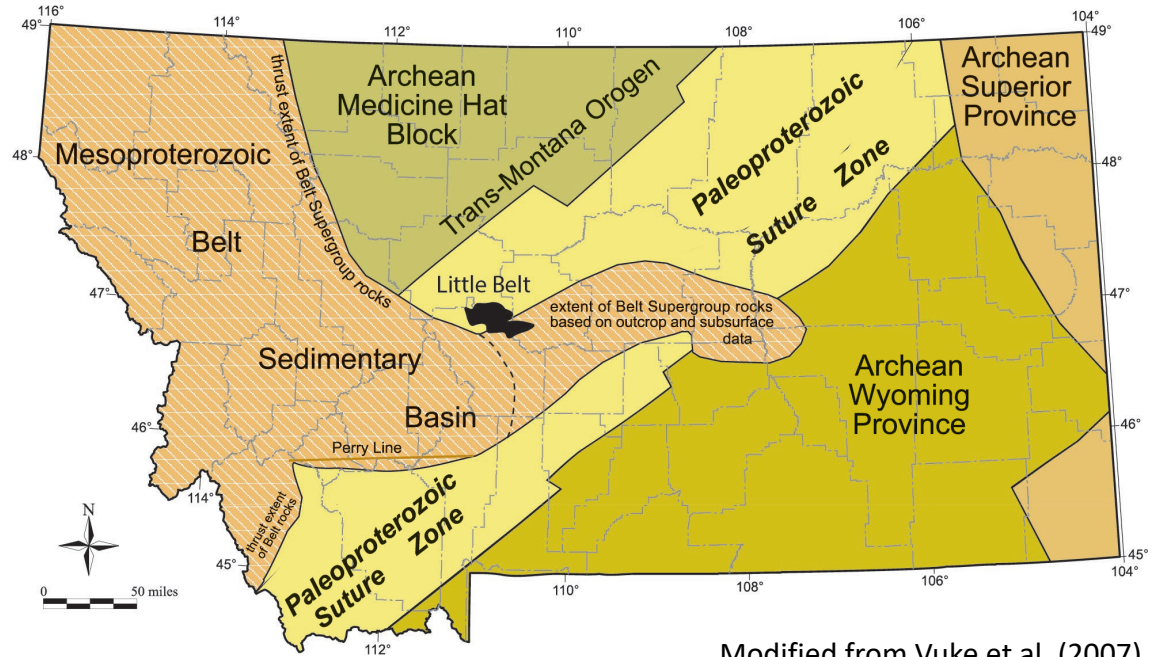 116°
114°
112°
110°
108°
106°
104°
49°
49°
Archean
Medicine Hat
Block
Archean
Superior
Province
thrust extent of Belt Supergroup rocks
Trans-Montana Orogen
Paleoproterozoic
Suture Zone
48°
48°
Mesoproterozoic
Belt
Little Belt
47°
47°
extent of Belt Supergroup rocks
based on outcrop and subsurface
data
Sedimentary
Basin
Archean
Wyoming
Province
46°
46°
Perry Line
114°
thrust extent
of Belt rocks
Paleoproterozoic
Suture Zone
N
45°
45°
0 50 miles
112°
110°
108°
106°
104°
Modified from Vuke et al. (2007)